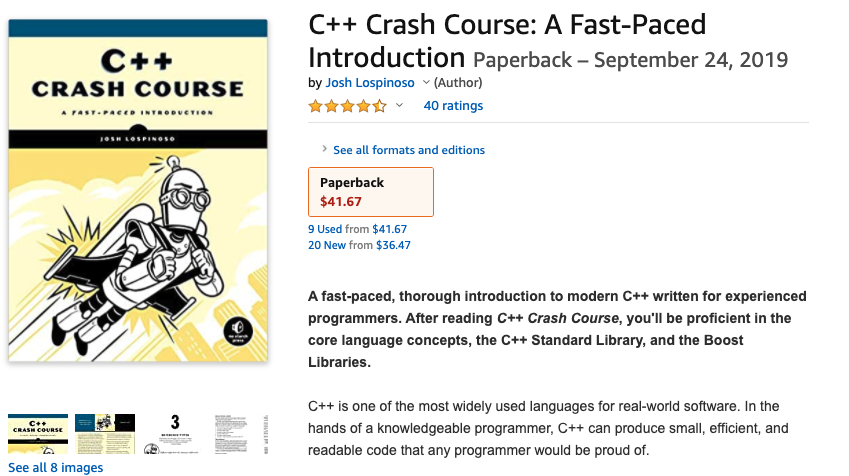 C++
CRASH COURSE
A FAST-PACED INTRODUCTION
JOSH LOSPINOSO
no starch
press
C++ Crash Course: A Fast-Paced
Introduction Paperback – September 24, 2019
by Josh Lospinoso (Author)
40 ratings
See all formats and editions
Paperback
$41.67
9 Used from $41.67
20 New from $36.47
A fast-paced, thorough introduction to modern C++ written for experienced
programmers. After reading C++ Crash Course, you'll be proficient in the
core language concepts, the C++ Standard Library, and the Boost
Libraries.
C++ is one of the most widely used languages for real-world software. In the
hands of a knowledgeable programmer, C++ can produce small, efficient, and
readable code that any programmer would be proud of.
C++
CRASH COURSE
3
See all 8 images